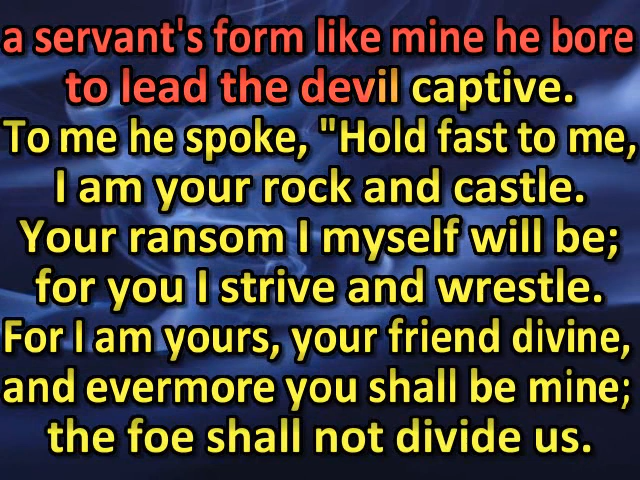 a servant's form like mine he bore
to lead the devil captive.
To me he spoke, "Hold fast to me,
I am your rock and castle.
Your ransom I myself will be;
for you I strive and wrestle.
For I am yours, your friend divine,
and evermore you shall be mine;
the foe shall not divide us.